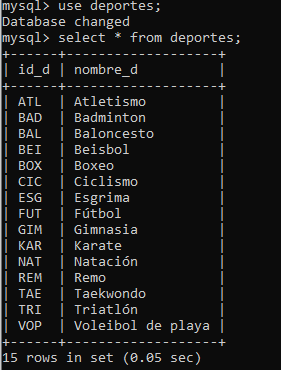 mysql> use deportes;
Database changed
mysql> select * from deportes;
+------+-------------------+
| id_d | nombre_d          |
+------+-------------------+
| ATL  | Atletismo         |
| BAD  | Badminton         |
| BAL  | Baloncesto        |
| BEI  | Beisbol           |
| BOX  | Boxeo             |
| CIC  | Ciclismo          |
| ESG  | Esgrima           |
| FUT  | Fútbol            |
| GIM  | Gimnasia          |
| KAR  | Karate            |
| NAT  | Natación          |
| REM  | Remo              |
| TAE  | Taekwondo         |
| TRI  | Triatlón          |
| VOP  | Voleibol de playa |
+------+-------------------+
15 rows in set (0.05 sec)